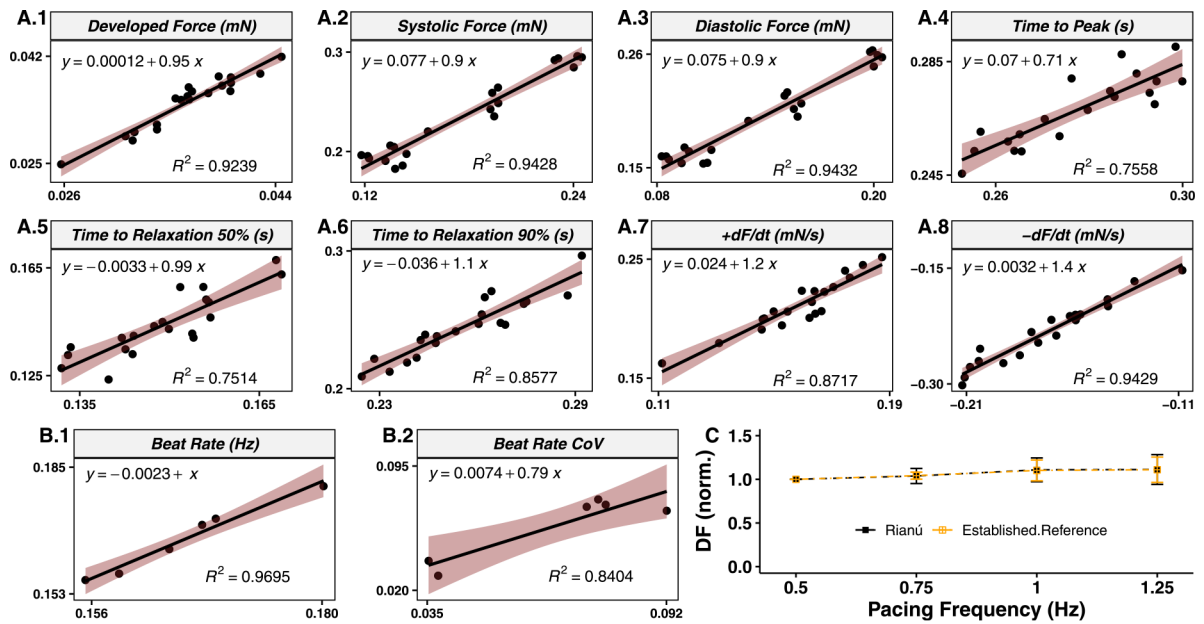 A.1
Developed Force (mN)
0.042
y = 0.00012 + 0.95 x
0.025
R² = 0.9239
0.026
0.044
A.2
Systolic Force (mN)
0.3
y = 0.077 + 0.9 x
0.2
R² = 0.9428
0.12
0.24
A.3
Diastolic Force (mN)
0.26
y = 0.075 + 0.9 x
0.15
R² = 0.9432
0.08
0.20
A.4
Time to Peak (s)
0.285
y = 0.07 + 0.71 x
0.245
R² = 0.7558
0.26
0.30
A.5
Time to Relaxation 50% (s)
0.165
y = −0.0033 + 0.99 x
0.125
R² = 0.7514
0.135
0.165
A.6
Time to Relaxation 90% (s)
0.3
y = −0.036 + 1.1 x
0.2
R² = 0.8577
0.23
0.29
A.7
+dF/dt (mN/s)
0.25
y = 0.024 + 1.2 x
0.15
R² = 0.8717
0.11
0.19
A.8
−dF/dt (mN/s)
−0.15
y = 0.0032 + 1.4 x
−0.30
R² = 0.9429
−0.21
−0.11
B.1
Beat Rate (Hz)
0.185
y = −0.0023 + x
0.153
R² = 0.9695
0.156
0.180
B.2
Beat Rate CoV
0.095
y = 0.0074 + 0.79 x
0.020
R² = 0.8404
0.035
0.092
C
DF (norm.)
1.5
1.0
0.5
0.0
Rianú
Established.Reference
0.5
0.75
1
1.25
Pacing Frequency (Hz)